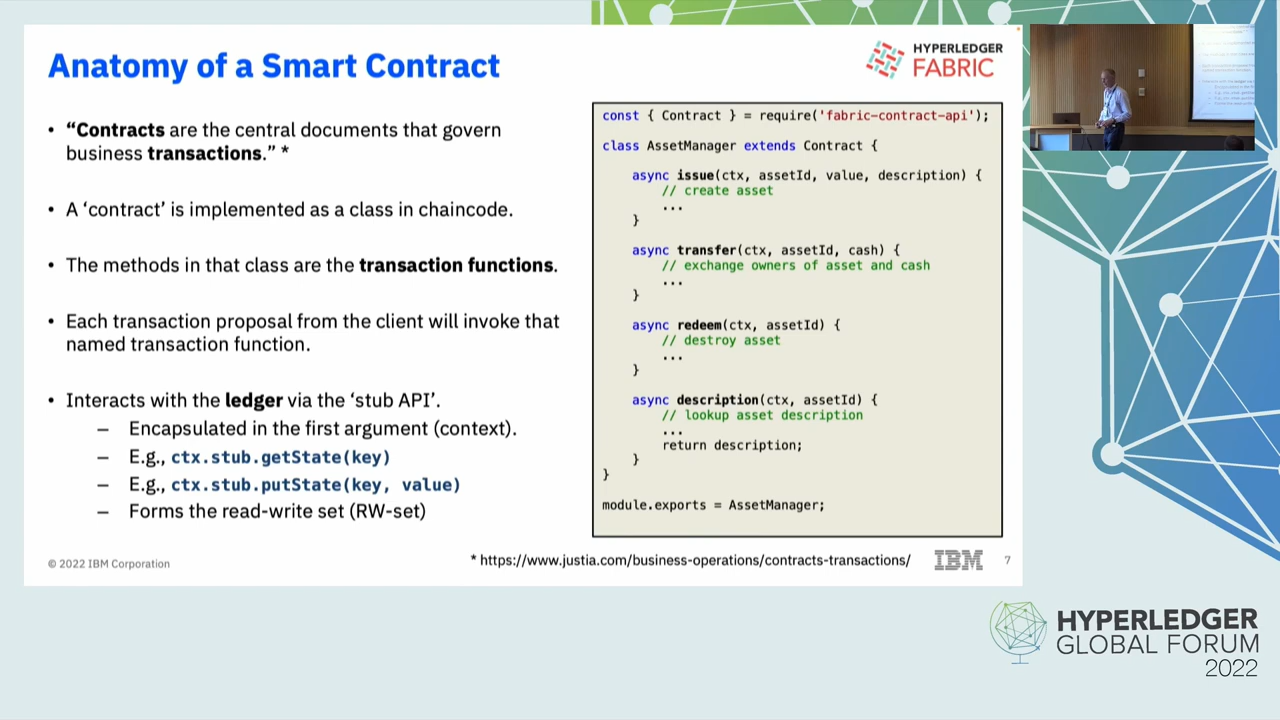 Anatomy of a Smart Contract
HYPERLEDGER
FABRIC
• “Contracts are the central documents that govern
business transactions.” *
• A ‘contract’ is implemented as a class in chaincode.
• The methods in that class are the transaction functions.
• Each transaction proposal from the client will invoke that
named transaction function.
• Interacts with the ledger via the ‘stub API’.
– Encapsulated in the first argument (context).
– E.g., ctx.stub.getState(key)
– E.g., ctx.stub.putState(key, value)
– Forms the read-write set (RW-set)
const { Contract } = require('fabric-contract-api');
class AssetManager extends Contract {
async issue(ctx, assetId, value, description) {
// create asset
...
}
async transfer(ctx, assetId, cash) {
// exchange owners of asset and cash
...
}
async redeem(ctx, assetId) {
// destroy asset
...
}
async description(ctx, assetId) {
// lookup asset description
...
return description;
}
}
module.exports = AssetManager;
© 2022 IBM Corporation
* https://www.justia.com/business-operations/contracts-transactions/
IBM
7
HYPERLEDGER
GLOBAL FORUM
2022